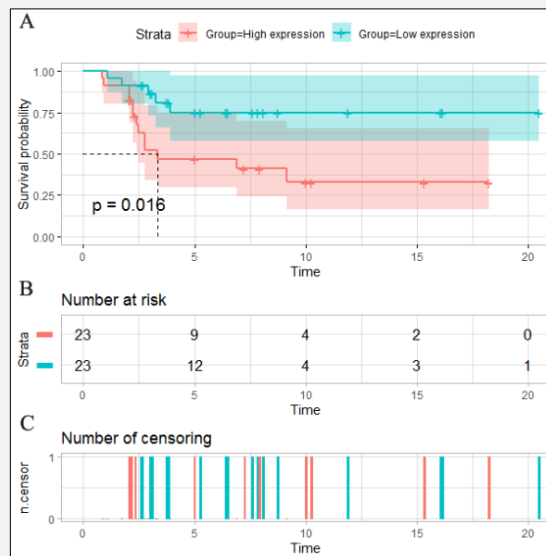 A
Strata Group=High expression Group=Low expression
Survival probability
1.00
0.75
0.50
0.25
0.00
p = 0.016
0 5 10 15 20
Time
B
Number at risk
Strata
23 9 4 2 0
23 12 4 3 1
0 5 10 15 20
Time
C
Number of censoring
n.censor
1
0
0 5 10 15 20
Time